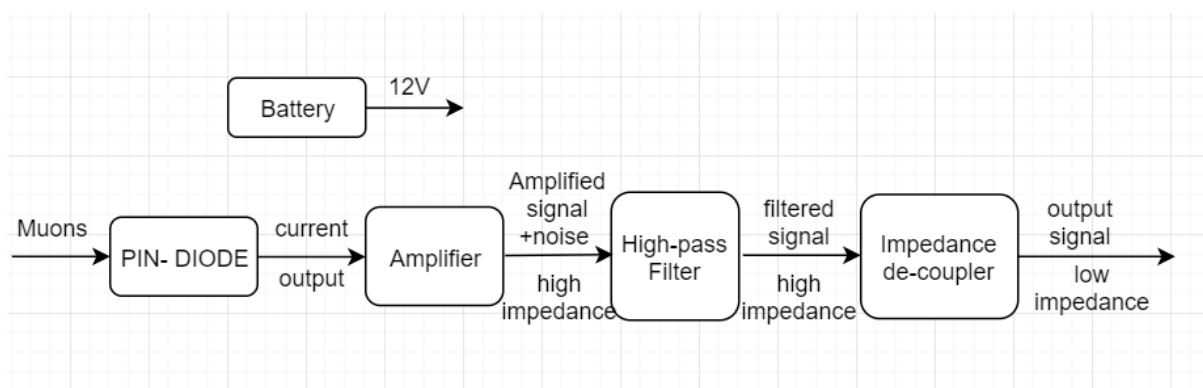 12V
Battery
Muons
PIN- DIODE
current
output
Amplifier
Amplified
signal
+noise
high
impedance
High-pass
Filter
filtered
signal
high
impedance
Impedance
de-coupler
output
signal
low
impedance